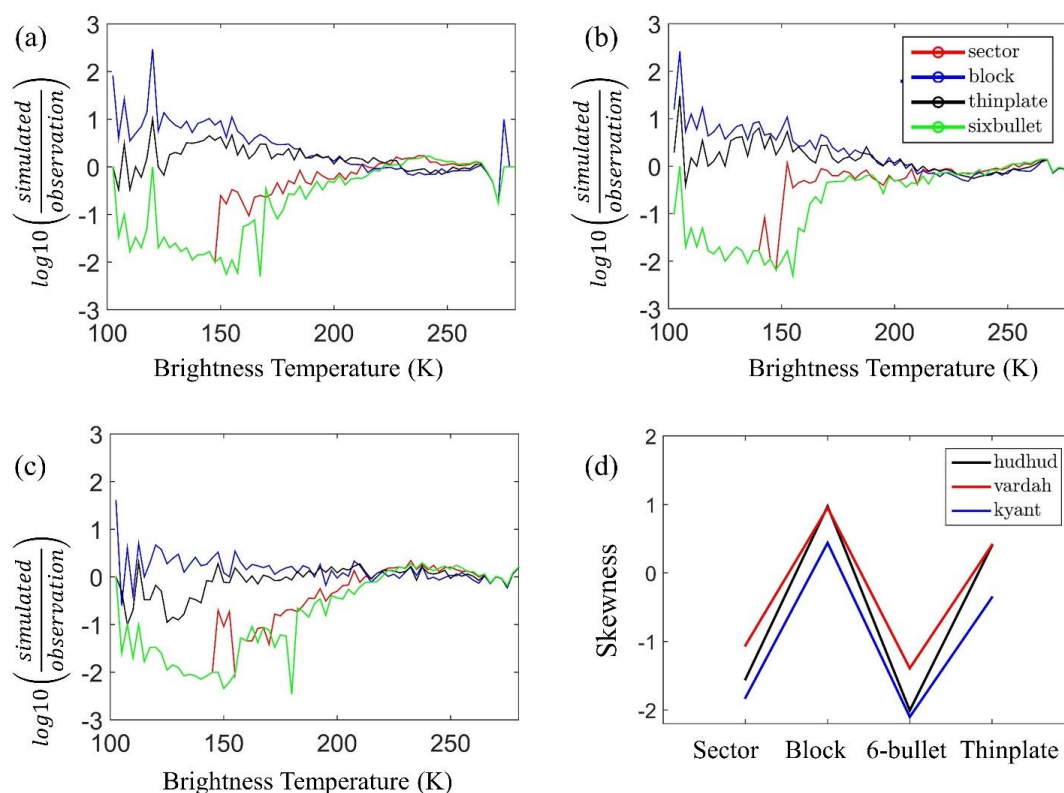 (a)
3
2
1
0
-1
-2
-3
log10 (simulated / observation)
100 150 200 250
Brightness Temperature (K)
(b)
3
2
1
0
-1
-2
-3
log10 (simulated / observation)
sector
block
thinplate
sixbullet
100 150 200 250
Brightness Temperature (K)
(c)
3
2
1
0
-1
-2
-3
log10 (simulated / observation)
100 150 200 250
Brightness Temperature (K)
(d)
2
1
0
-1
-2
Skewness
hudhud
vardah
kyant
Sector Block 6-bullet Thinplate